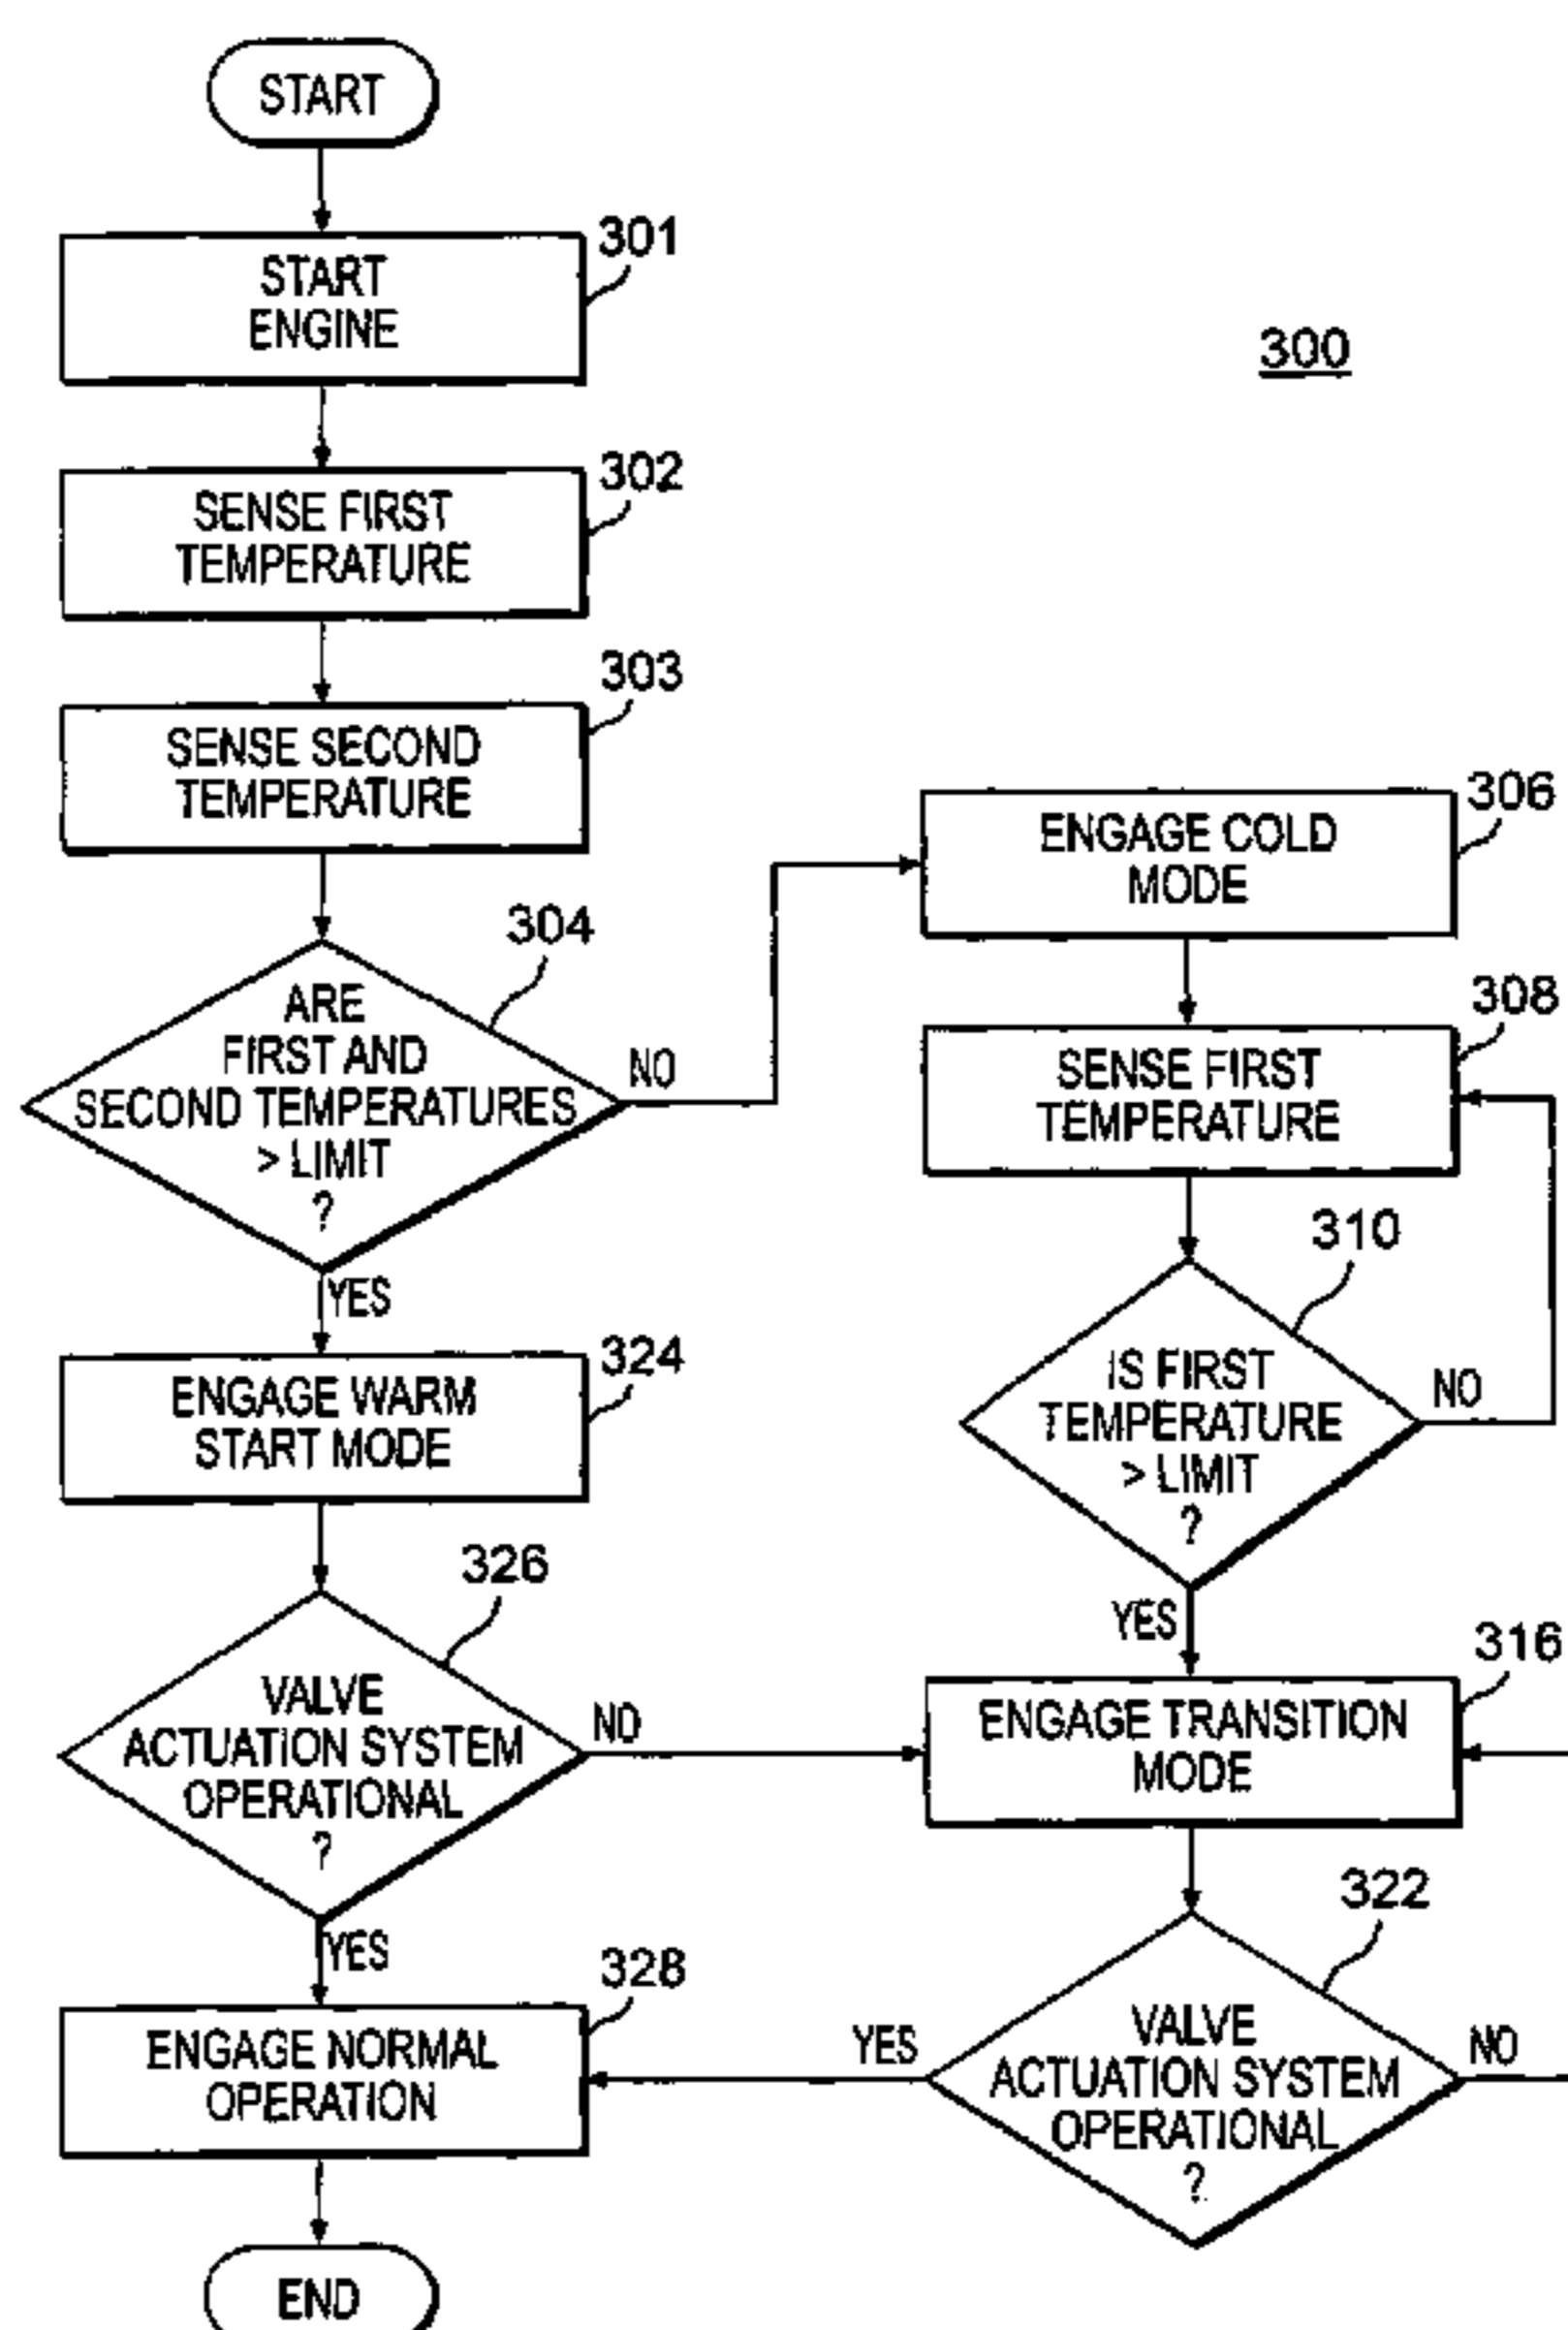 START
301
START
ENGINE
300
302
SENSE FIRST
TEMPERATURE
303
SENSE SECOND
TEMPERATURE
304
ARE
FIRST AND
SECOND TEMPERATURES
> LIMIT
?
NO
YES
306
ENGAGE COLD
MODE
308
SENSE FIRST
TEMPERATURE
310
IS FIRST
TEMPERATURE
> LIMIT
?
NO
YES
324
ENGAGE WARM
START MODE
326
VALVE
ACTUATION SYSTEM
OPERATIONAL
?
NO
YES
316
ENGAGE TRANSITION
MODE
322
VALVE
ACTUATION SYSTEM
OPERATIONAL
?
YES
NO
328
ENGAGE NORMAL
OPERATION
END